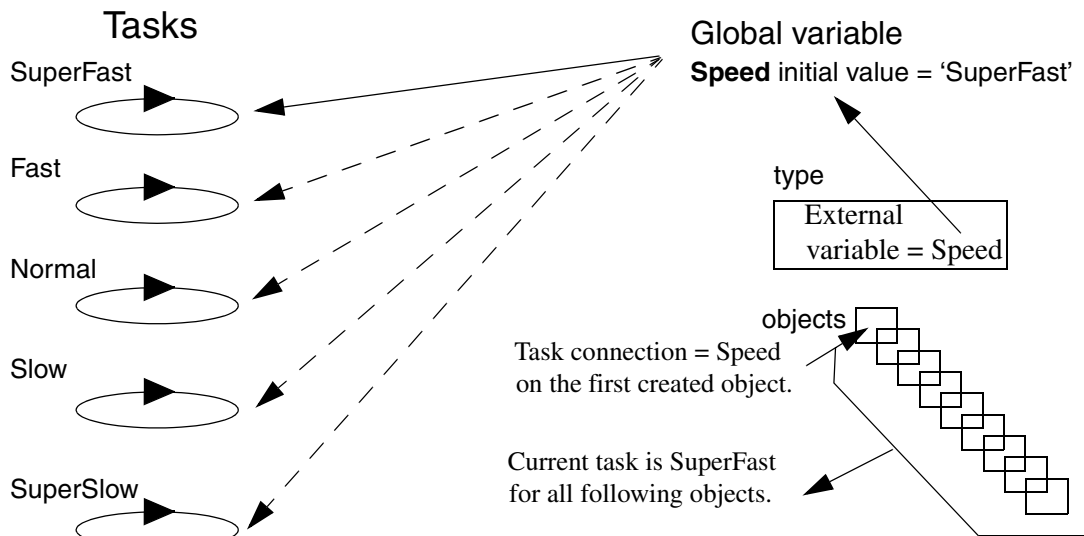 Tasks
SuperFast
Fast
Normal
Slow
SuperSlow
Global variable
Speed initial value = ‘SuperFast’
type
External
variable = Speed
objects
Task connection = Speed
on the first created object.
Current task is SuperFast
for all following objects.